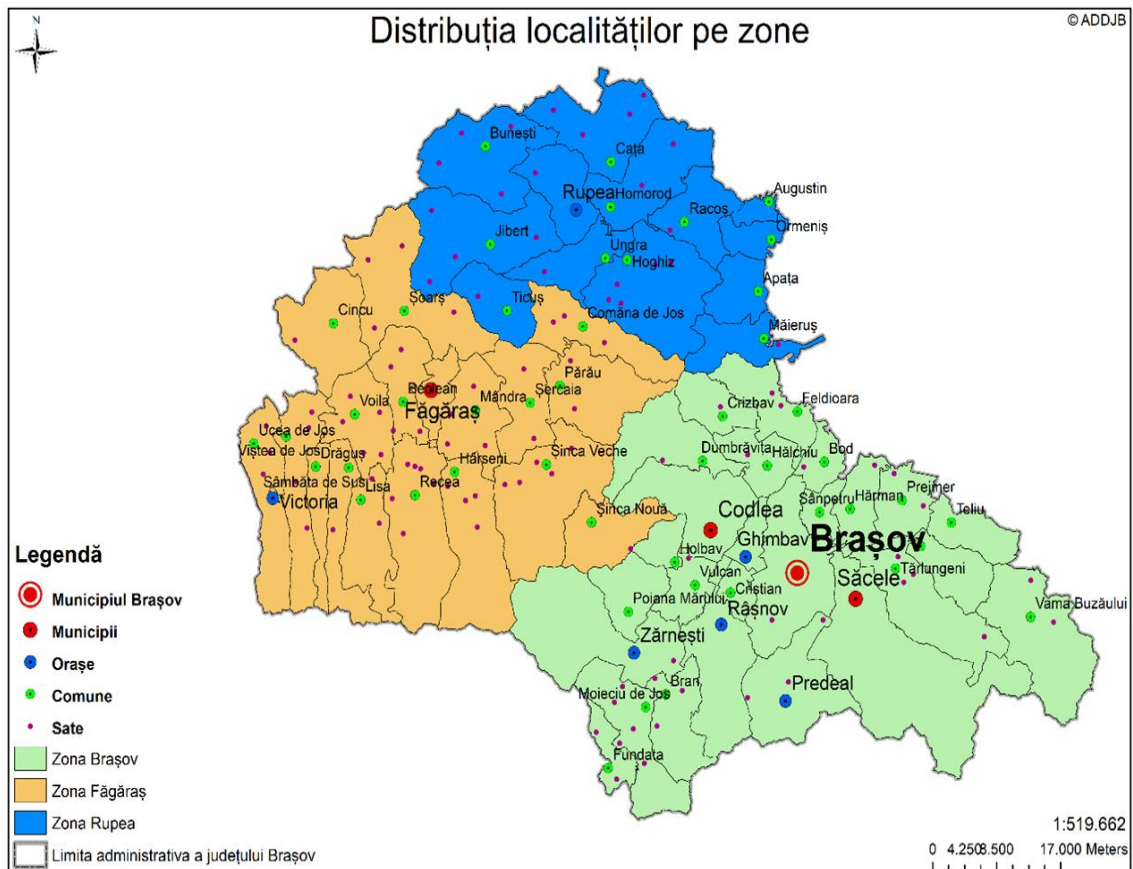 N
© ADDJB
Distribuția localităților pe zone
Bunești
Cața
Rupea
Homorod
Augustin
Racoș
Ormeniș
Jibert
Ungra
Hoghiz
Apața
Ticuș
Șoarș
Cincu
Comăna de Jos
Măieruș
Părău
Beclean
Șercaia
Mândra
Voila
Făgăraș
Crizbav
Feldioara
Ucea de Jos
Viștea de Jos
Drăguș
Hârseni
Șinca Veche
Dumbrăvița
Hălchiu
Bod
Sâmbăta de Sus
Victoria
Lisa
Recea
Sânpetru
Hărman
Prejmer
Șinca Nouă
Codlea
Teliu
Ghimbav
Brașov
Holbav
Vulcan
Cristian
Săcele
Tărlungeni
Poiana Mărului
Râșnov
Vama Buzăului
Zărnești
Bran
Moieciu de Jos
Predeal
Fundata
Legendă
Municipiul Brașov
Municipii
Orașe
Comune
Sate
Zona Brașov
Zona Făgăraș
Zona Rupea
Limita administrativa a județului Brașov
1:519.662
0 4.2508.500 17.000 Meters